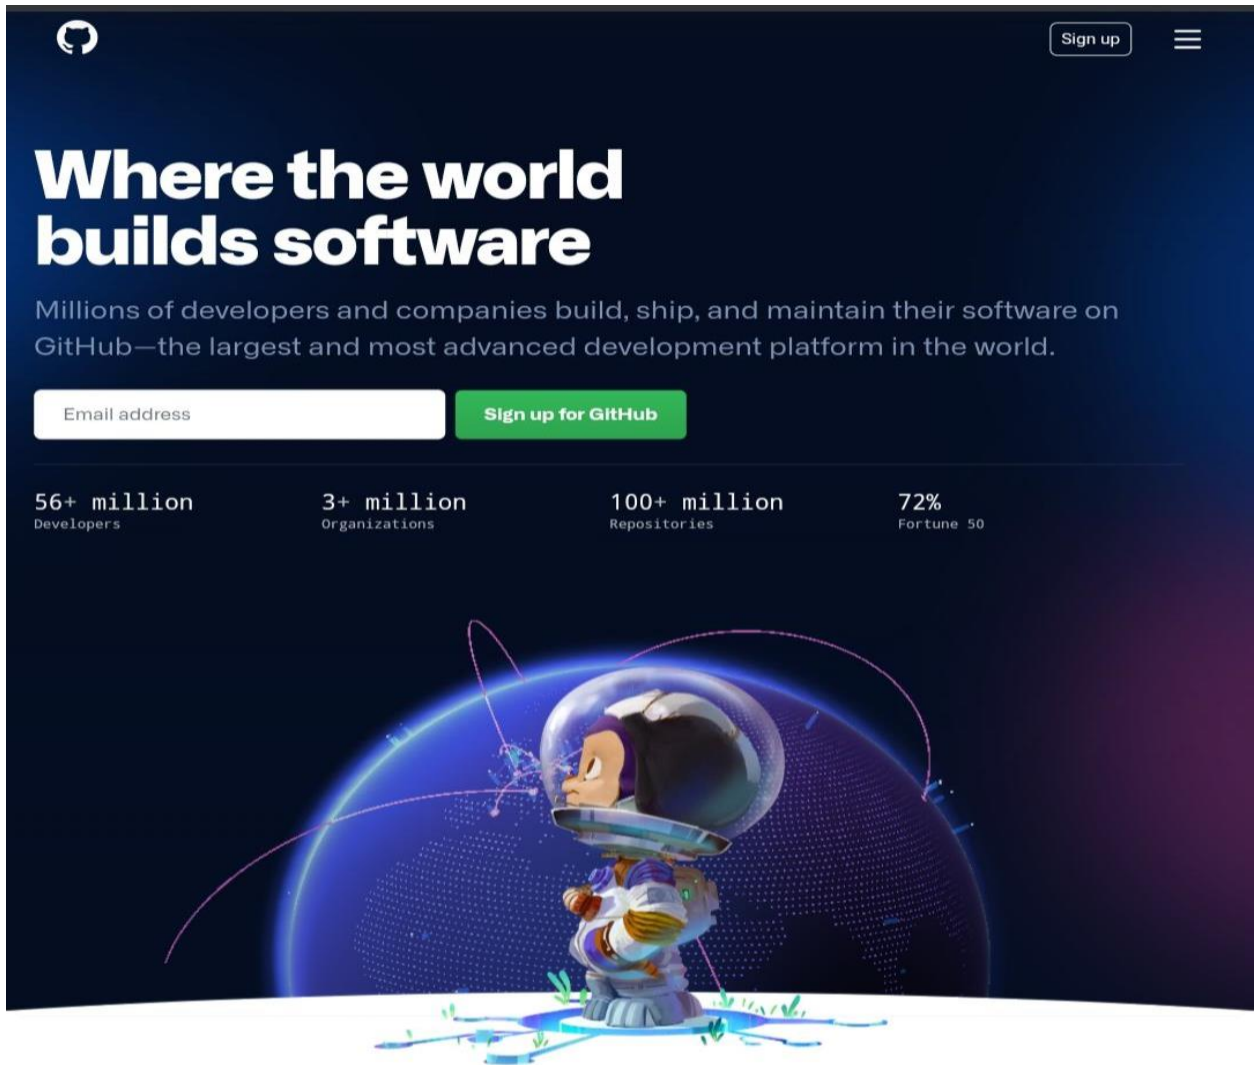 Sign up
Where the world
builds software
Millions of developers and companies build, ship, and maintain their software on
GitHub—the largest and most advanced development platform in the world.
Email address
Sign up for GitHub
56+ million
Developers
3+ million
Organizations
100+ million
Repositories
72%
Fortune 50